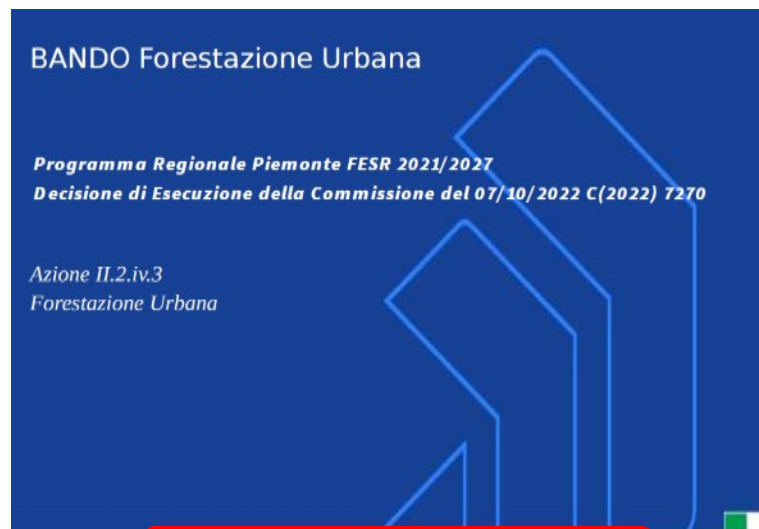 BANDO Forestazione Urbana
Programma Regionale Piemonte FESR 2021/2027
Decisione di Esecuzione della Commissione del 07/10/2022 C(2022) 7270
Azione II.2.iv.3
Forestazione Urbana